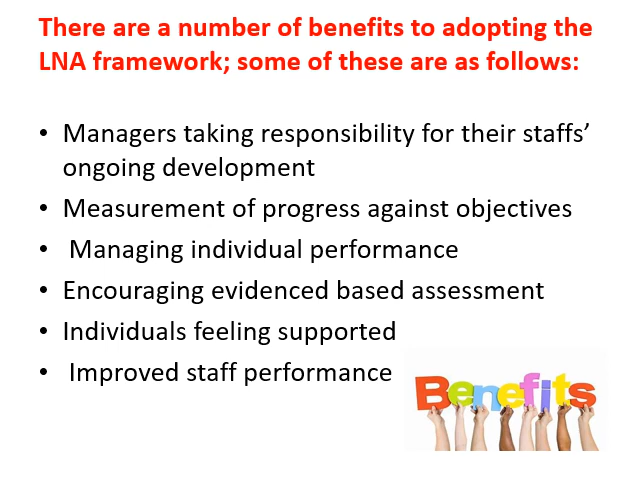 There are a number of benefits to adopting the
LNA framework; some of these are as follows:
• Managers taking responsibility for their staffs’
ongoing development
• Measurement of progress against objectives
• Managing individual performance
• Encouraging evidenced based assessment
• Individuals feeling supported
• Improved staff performance
Benefits